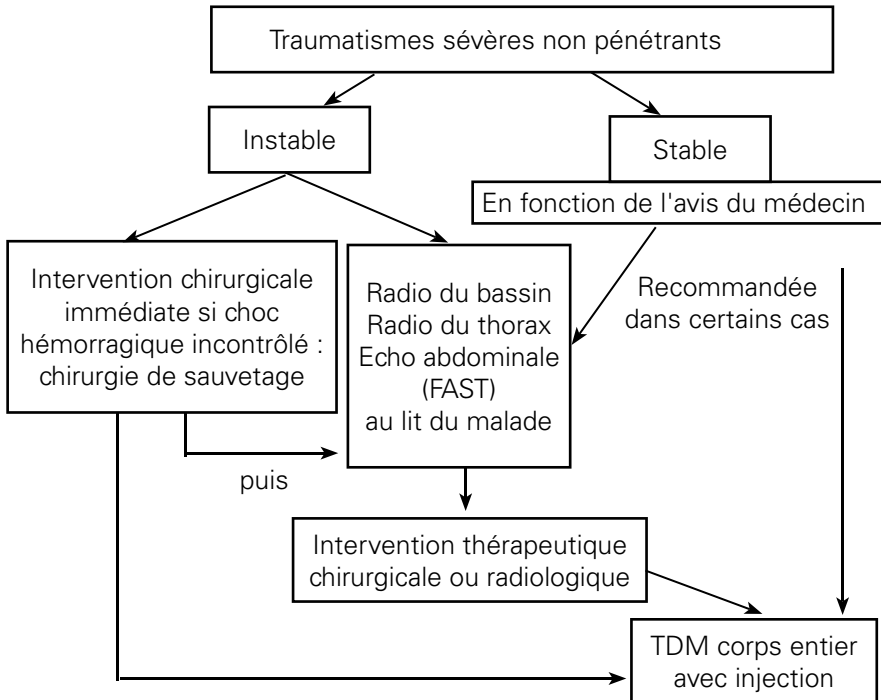 Traumatismes sévères non pénétrants
Instable
Stable
En fonction de l'avis du médecin
Intervention chirurgicale
immédiate si choc
hémorragique incontrôlé :
chirurgie de sauvetage
Radio du bassin
Radio du thorax
Echo abdominale
(FAST)
au lit du malade
Recommandée
dans certains cas
puis
Intervention thérapeutique
chirurgicale ou radiologique
TDM corps entier
avec injection